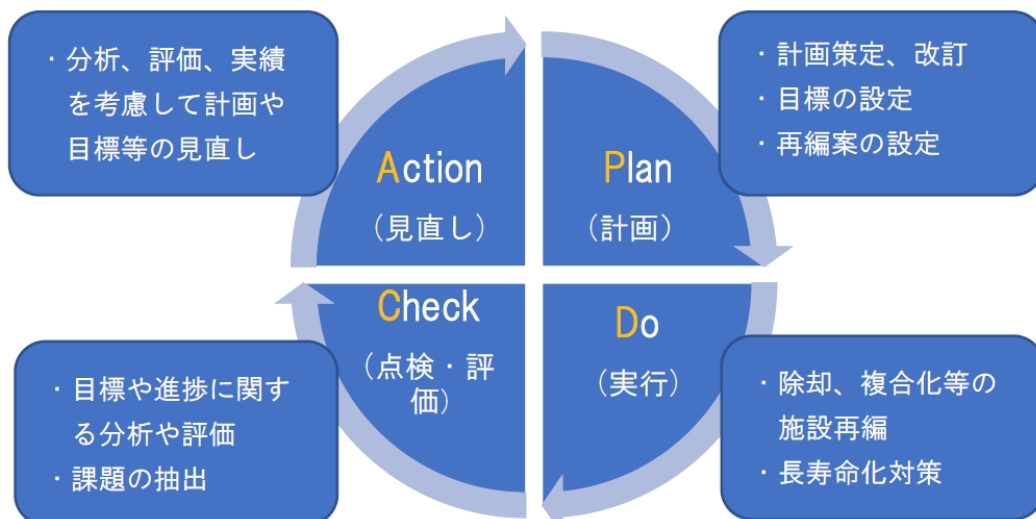 ・分析、評価、実績
を考慮して計画や
目標等の見直し
Action
（見直し）
Plan
（計画）
・計画策定、改訂
・目標の設定
・再編案の設定
Check
（点検・評
価）
・目標や進捗に関す
る分析や評価
・課題の抽出
Do
（実行）
・除却、複合化等の
施設再編
・長寿命化対策